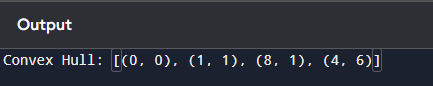 Output
Convex Hull: [(0, 0), (1, 1), (8, 1), (4, 6)]